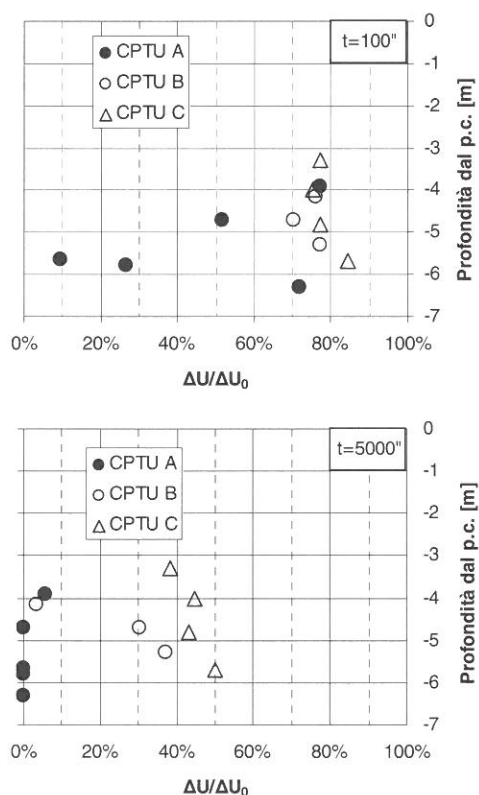 0
t=100"
CPTU A
-1
CPTU B
-2
CPTU C
-3
-4
-5
-6
-7
Profondità dal p.c. [m]
0% 20% 40% 60% 80% 100%
ΔU/ΔU₀
0
t=5000"
CPTU A
-1
CPTU B
-2
CPTU C
-3
-4
-5
-6
-7
Profondità dal p.c. [m]
0% 20% 40% 60% 80% 100%
ΔU/ΔU₀